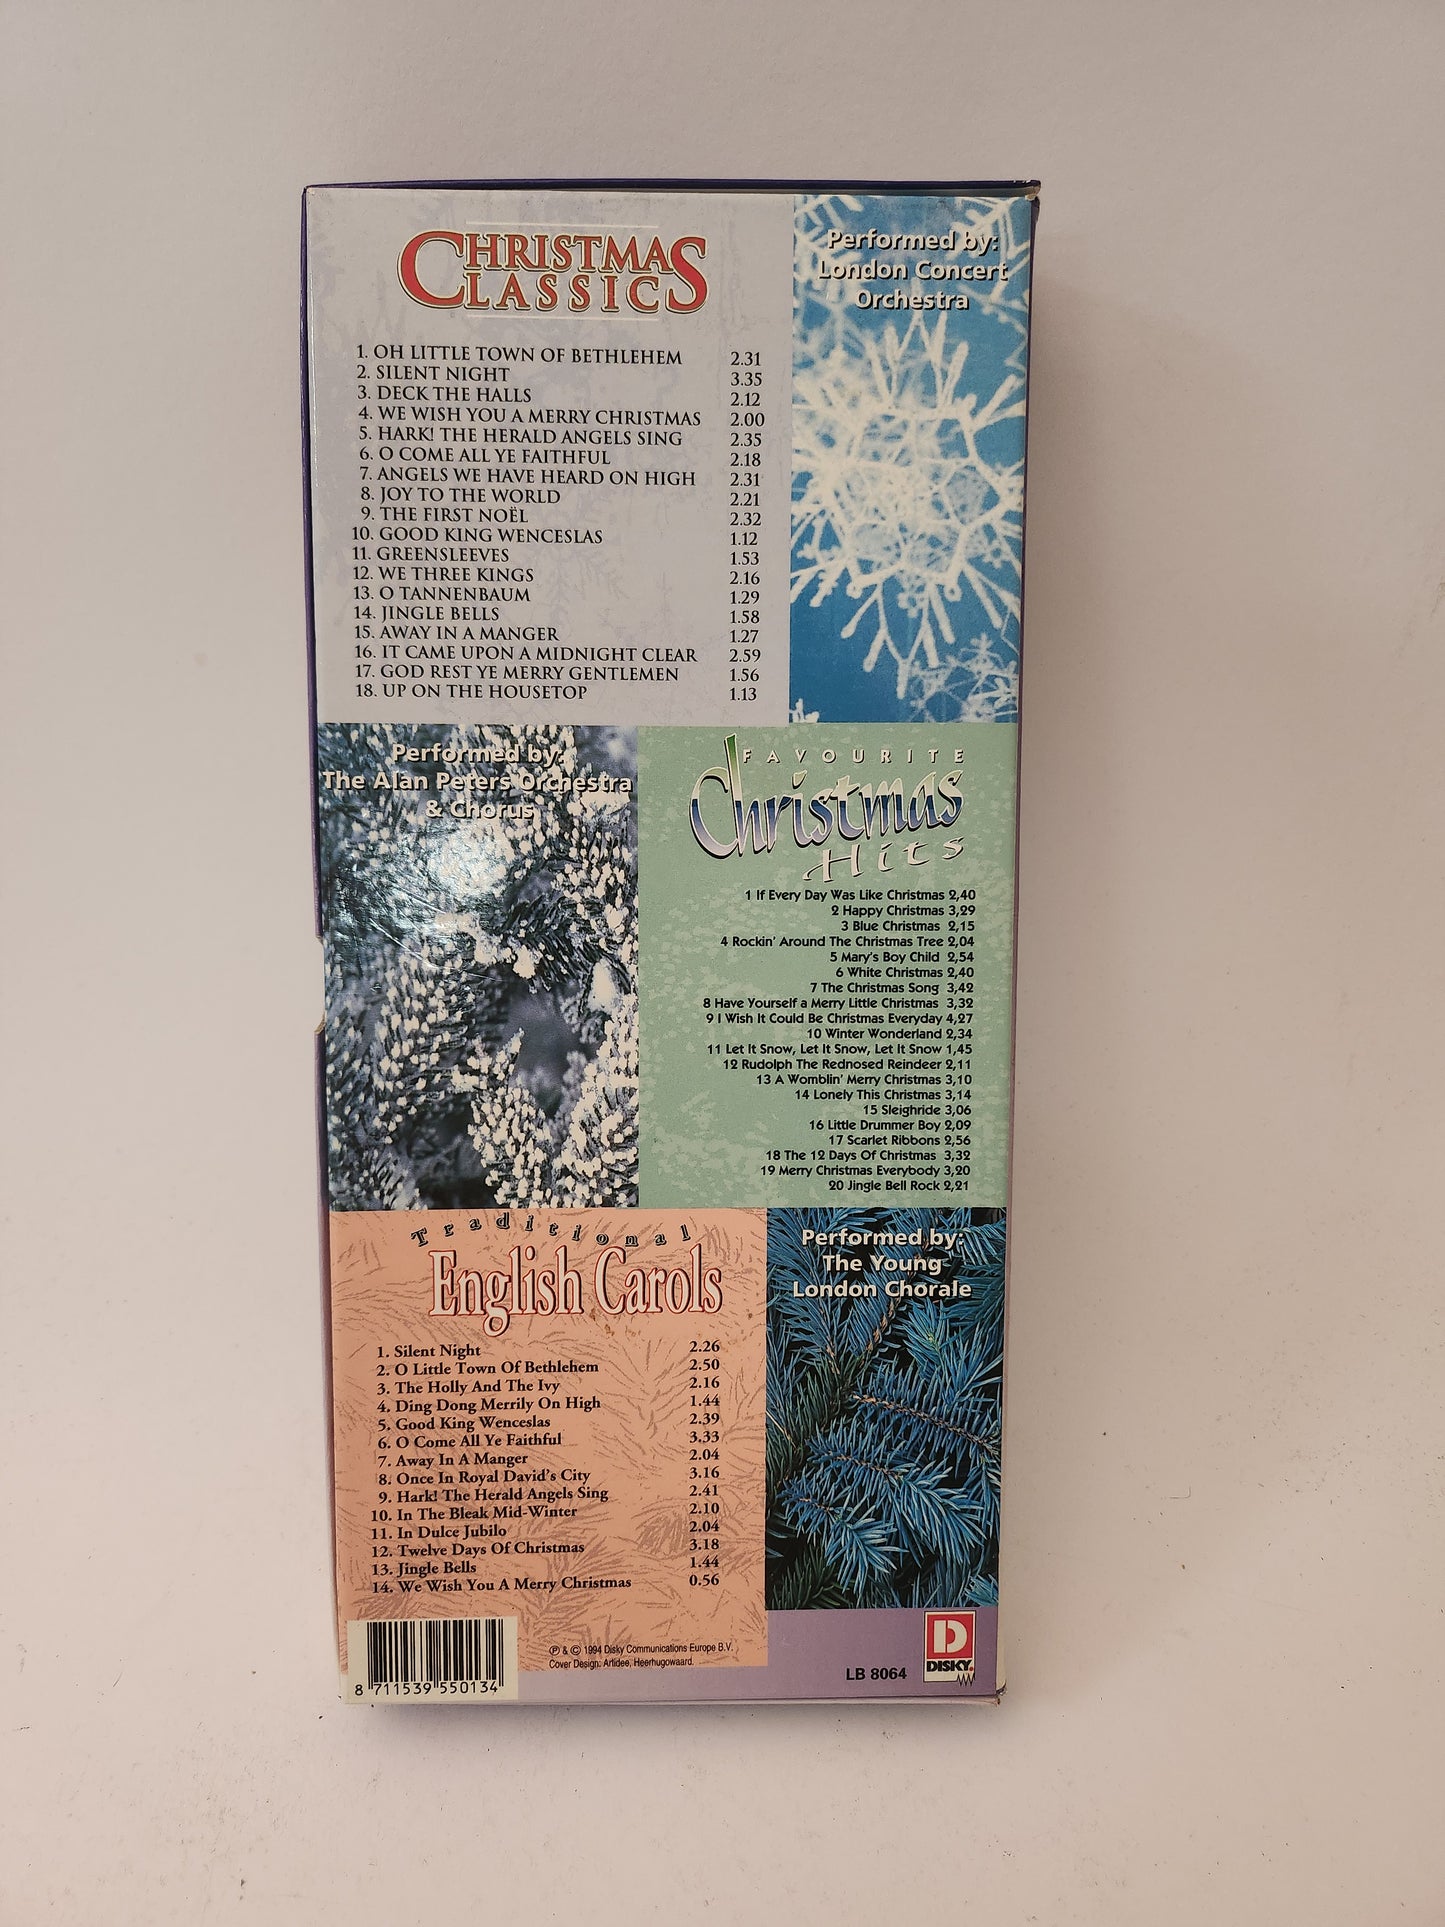 CHRISTMAS
CLASSICS
1. OH LITTLE TOWN OF BETHLEHEM 2.31
2. SILENT NIGHT 3.35
3. DECK THE HALLS 2.12
4. WE WISH YOU A MERRY CHRISTMAS 2.00
5. HARK! THE HERALD ANGELS SING 2.35
6. O COME ALL YE FAITHFUL 2.18
7. ANGELS WE HAVE HEARD ON HIGH 2.31
8. JOY TO THE WORLD 2.21
9. THE FIRST NOËL 2.32
10. GOOD KING WENCESLAS 1.12
11. GREENSLEEVES 1.53
12. WE THREE KINGS 2.16
13. O TANNENBAUM 1.29
14. JINGLE BELLS 1.58
15. AWAY IN A MANGER 1.27
16. IT CAME UPON A MIDNIGHT CLEAR 2.59
17. GOD REST YE MERRY GENTLEMEN 1.56
18. UP ON THE HOUSETOP 1.13
Performed by:
London Concert
Orchestra
Performed by:
The Alan Peters Orchestra
& Chorus
FAVOURITE
Christmas
Hits
1 If Every Day Was Like Christmas 2,40
2 Happy Christmas 3,29
3 Blue Christmas 2,15
4 Rockin' Around The Christmas Tree 2,04
5 Mary's Boy Child 2,54
6 White Christmas 2,40
7 The Christmas Song 3,42
8 Have Yourself a Merry Little Christmas 3,32
9 I Wish It Could Be Christmas Everyday 4,27
10 Winter Wonderland 2,34
11 Let It Snow, Let It Snow, Let It Snow 1,45
12 Rudolph The Rednosed Reindeer 2,11
13 A Womblin' Merry Christmas 3,10
14 Lonely This Christmas 3,14
15 Sleighride 3,06
16 Little Drummer Boy 2,09
17 Scarlet Ribbons 2,56
18 The 12 Days Of Christmas 3,32
19 Merry Christmas Everybody 3,20
20 Jingle Bell Rock 2,21
Traditional
English Carols
1. Silent Night 2.26
2. O Little Town Of Bethlehem 2.50
3. The Holly And The Ivy 2.16
4. Ding Dong Merrily On High 1.44
5. Good King Wenceslas 2.39
6. O Come All Ye Faithful 3.33
7. Away In A Manger 2.04
8. Once In Royal David's City 3.16
9. Hark! The Herald Angels Sing 2.41
10. In The Bleak Mid-Winter 2.10
11. In Dulce Jubilo 2.04
12. Twelve Days Of Christmas 3.18
13. Jingle Bells 1.44
14. We Wish You A Merry Christmas 0.56
Performed by:
The Young
London Chorale
8 711539 550134
℗ & © 1994 Disky Communications Europe B.V.
Cover Design: Artidee, Heerhugowaard.
LB 8064
D
DISKY